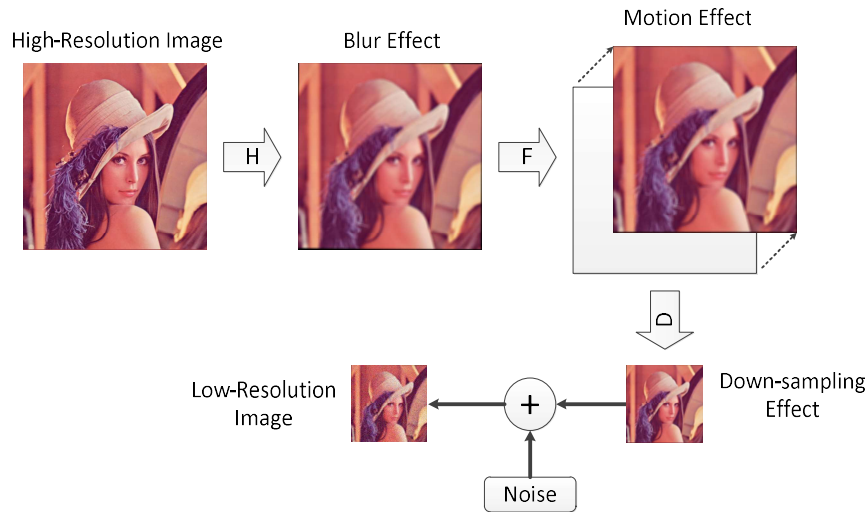 High-Resolution Image
Blur Effect
Motion Effect
H
F
D
Low-Resolution
Image
+
Down-sampling
Effect
Noise